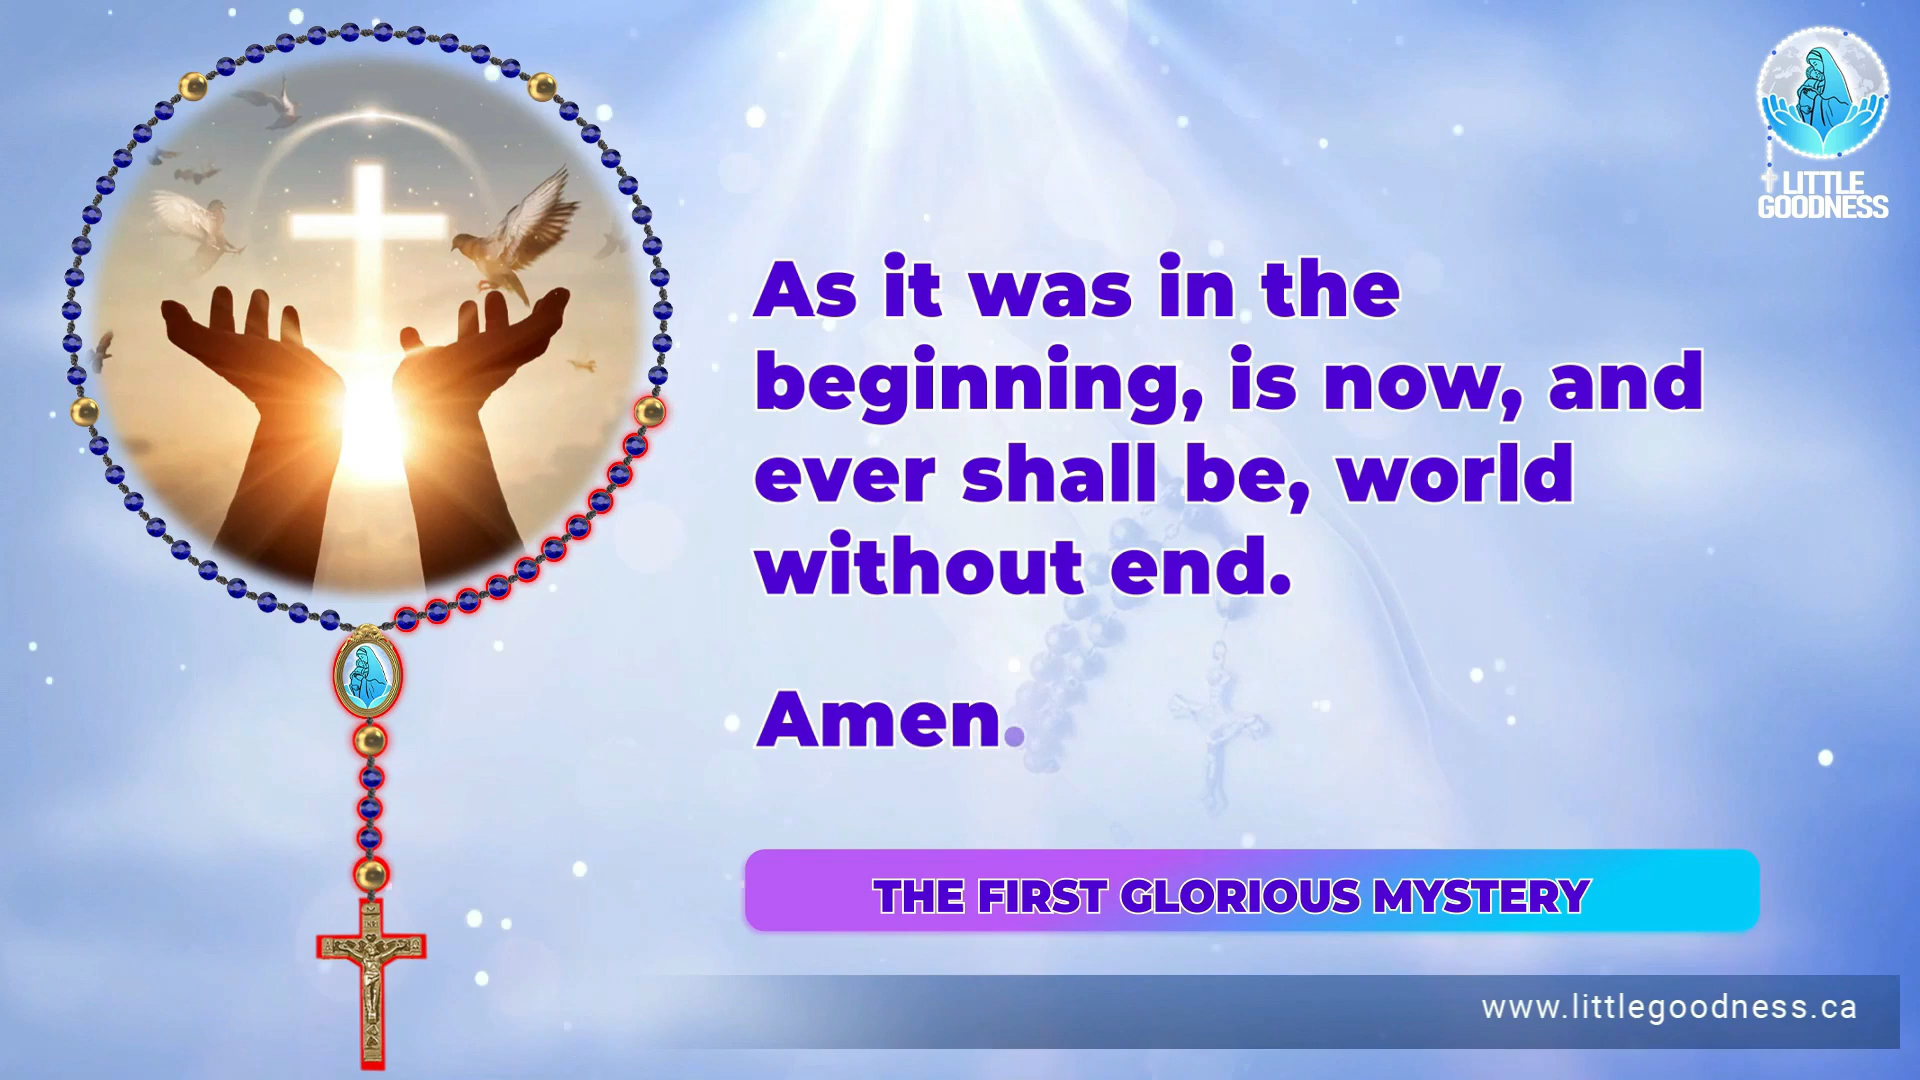 LITTLE
GOODNESS
As it was in the
beginning, is now, and
ever shall be, world
without end.
Amen.
THE FIRST GLORIOUS MYSTERY
www.littlegoodness.ca